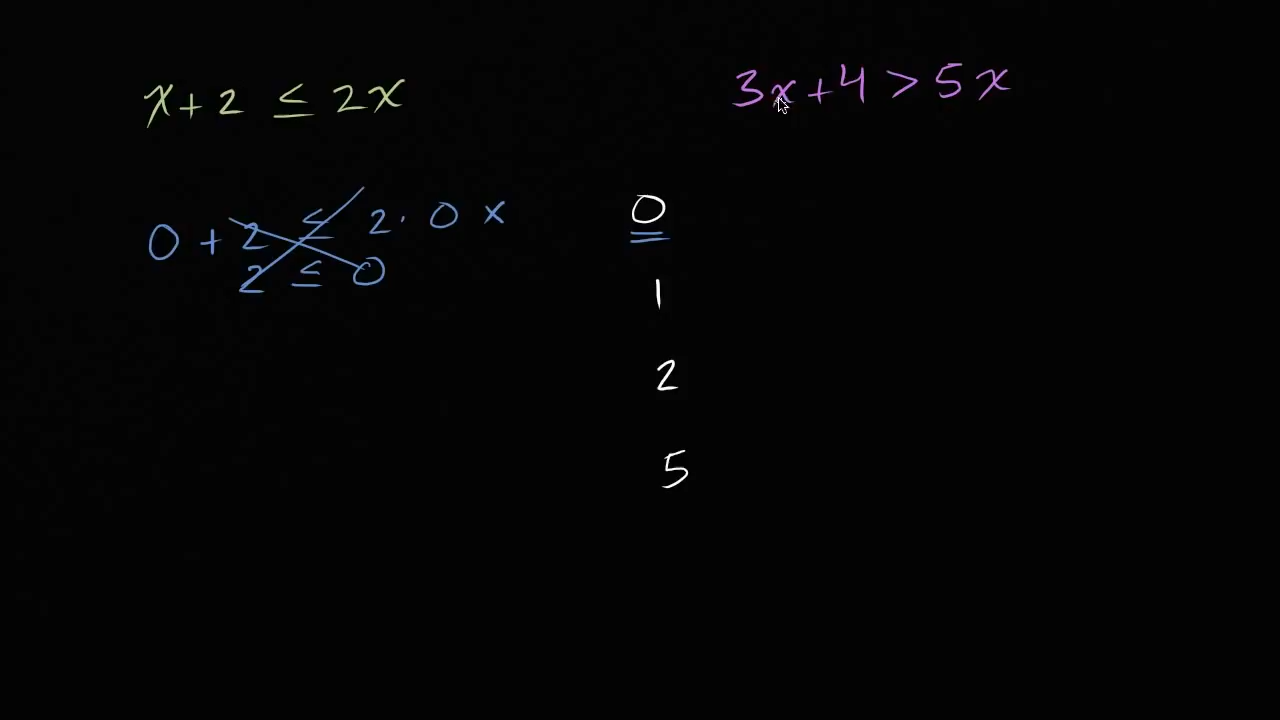 x + 2 ≤ 2x
3x + 4 > 5x
0 + 2 ≤ 2 · 0 x
2 ≤ 0
0
1
2
5